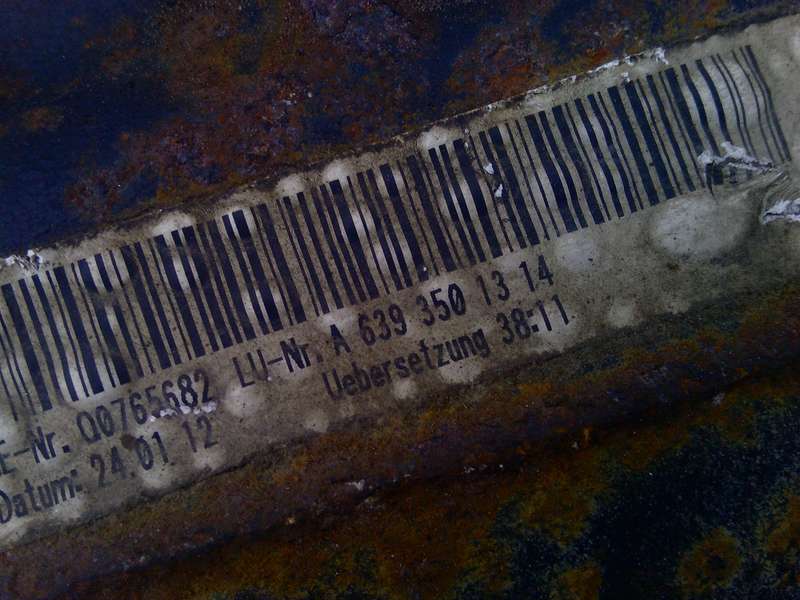 E-Nr. Q0765682 LU-Nr. A 639 350 13 14
Datum: 24.01 12 Uebersetzung 38:11